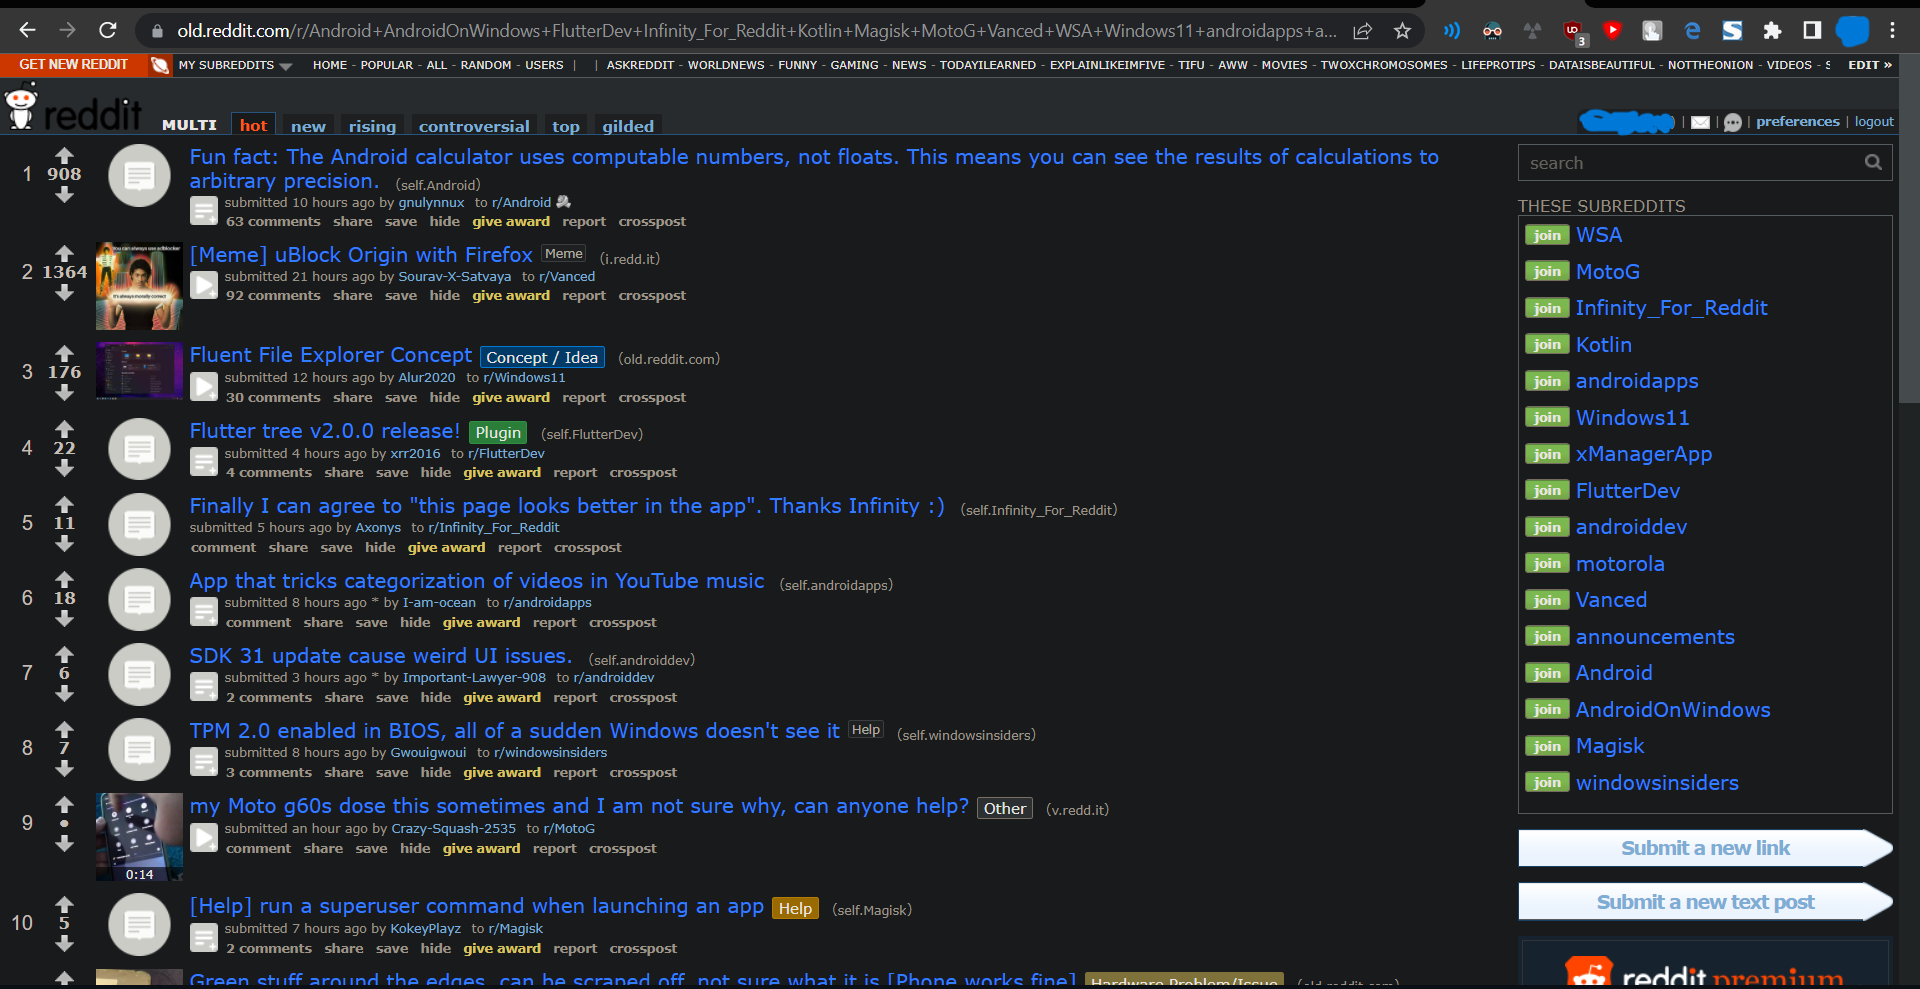 old.reddit.com/r/Android+AndroidOnWindows+FlutterDev+Infinity_For_Reddit+Kotlin+Magisk+MotoG+Vanced+WSA+Windows11+androidapps+a...
3
GET NEW REDDIT MY SUBREDDITS HOME - POPULAR - ALL - RANDOM - USERS | | ASKREDDIT - WORLDNEWS - FUNNY - GAMING - NEWS - TODAYILEARNED - EXPLAINLIKEIMFIVE - TIFU - AWW - MOVIES - TWOXCHROMOSOMES - LIFEPROTIPS - DATAISBEAUTIFUL - NOTTHEONION - VIDEOS - S EDIT »
reddit MULTI hot new rising controversial top gilded
| | | preferences | logout
1 908
Fun fact: The Android calculator uses computable numbers, not floats. This means you can see the results of calculations to
arbitrary precision. (self.Android)
submitted 10 hours ago by gnulynnux to r/Android
63 comments share save hide give award report crosspost
2 1364
You can always use adblocker
It's always morally correct
[Meme] uBlock Origin with Firefox Meme (i.redd.it)
submitted 21 hours ago by Sourav-X-Satvaya to r/Vanced
92 comments share save hide give award report crosspost
3 176
Fluent File Explorer Concept Concept / Idea (old.reddit.com)
submitted 12 hours ago by Alur2020 to r/Windows11
30 comments share save hide give award report crosspost
4 22
Flutter tree v2.0.0 release! Plugin (self.FlutterDev)
submitted 4 hours ago by xrr2016 to r/FlutterDev
4 comments share save hide give award report crosspost
5 11
Finally I can agree to "this page looks better in the app". Thanks Infinity :) (self.Infinity_For_Reddit)
submitted 5 hours ago by Axonys to r/Infinity_For_Reddit
comment share save hide give award report crosspost
6 18
App that tricks categorization of videos in YouTube music (self.androidapps)
submitted 8 hours ago * by I-am-ocean to r/androidapps
comment share save hide give award report crosspost
7 6
SDK 31 update cause weird UI issues. (self.androiddev)
submitted 3 hours ago * by Important-Lawyer-908 to r/androiddev
2 comments share save hide give award report crosspost
8 7
TPM 2.0 enabled in BIOS, all of a sudden Windows doesn't see it Help (self.windowsinsiders)
submitted 8 hours ago by Gwouigwoui to r/windowsinsiders
3 comments share save hide give award report crosspost
9 •
0:14
my Moto g60s dose this sometimes and I am not sure why, can anyone help? Other (v.redd.it)
submitted an hour ago by Crazy-Squash-2535 to r/MotoG
comment share save hide give award report crosspost
10 5
[Help] run a superuser command when launching an app Help (self.Magisk)
submitted 7 hours ago by KokeyPlayz to r/Magisk
2 comments share save hide give award report crosspost
Green stuff around the edges, can be scraped off, not sure what it is [Phone works fine] Hardware Problem/Issue (old.reddit.com)
search
THESE SUBREDDITS
join WSA
join MotoG
join Infinity_For_Reddit
join Kotlin
join androidapps
join Windows11
join xManagerApp
join FlutterDev
join androiddev
join motorola
join Vanced
join announcements
join Android
join AndroidOnWindows
join Magisk
join windowsinsiders
Submit a new link
Submit a new text post
reddit premium